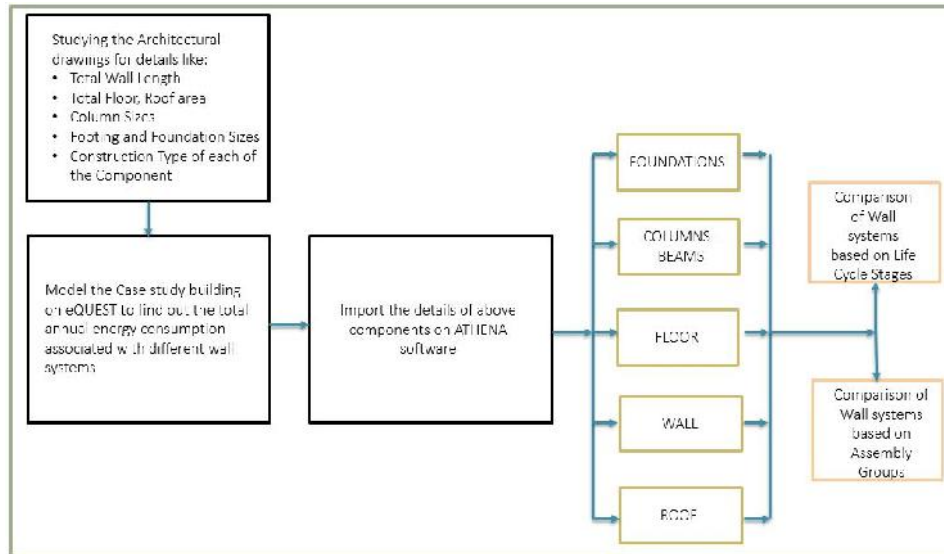 Studying the Architectural
drawings for details like:
• Total Wall Length
• Total Floor, Roof area
• Column Sizes
• Footing and Foundation Sizes
• Construction Type of each of
the Component
Model the Case study building
on eQUEST to find out the total
annual energy consumption
associated with different wall
systems
Import the details of above
components on ATHENA
software
FOUNDATIONS
COLUMNS
BEAMS
FLOOR
WALL
ROOF
Comparison
of Wall
systems
based on Life
Cycle Stages
Comparison of
Wall systems
based on
Assembly
Groups